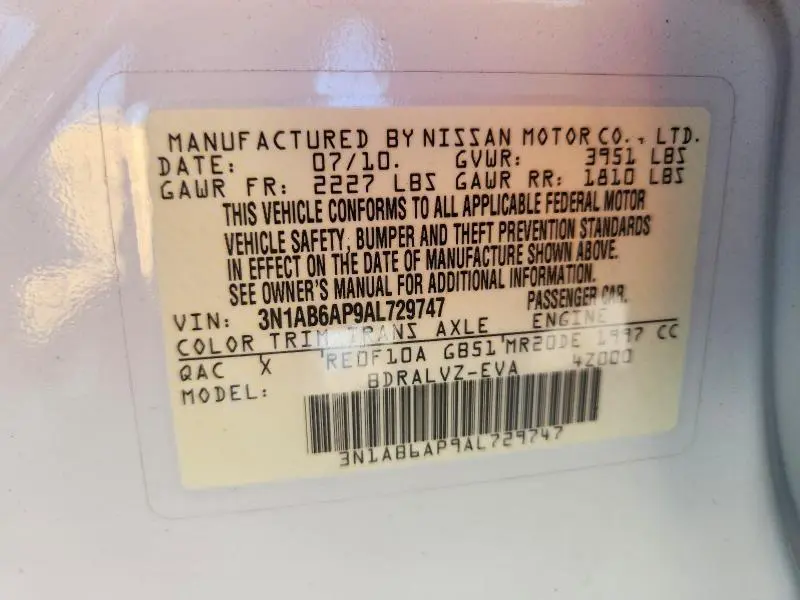 MANUFACTURED BY NISSAN MOTOR CO., LTD.
DATE: 07/10. GVWR: 3951 LBS
GAWR FR: 2227 LBS GAWR RR: 1810 LBS
THIS VEHICLE CONFORMS TO ALL APPLICABLE FEDERAL MOTOR
VEHICLE SAFETY, BUMPER AND THEFT PREVENTION STANDARDS
IN EFFECT ON THE DATE OF MANUFACTURE SHOWN ABOVE.
SEE OWNER'S MANUAL FOR ADDITIONAL INFORMATION.
VIN: 3N1AB6AP9AL729747 PASSENGER CAR.
COLOR TRIM TRANS AXLE ENGINE
QAC X RE0F10A GB51 MR20DE 1997 CC
MODEL: BDRALVZ-EVA 4Z000
3N1AB6AP9AL729747